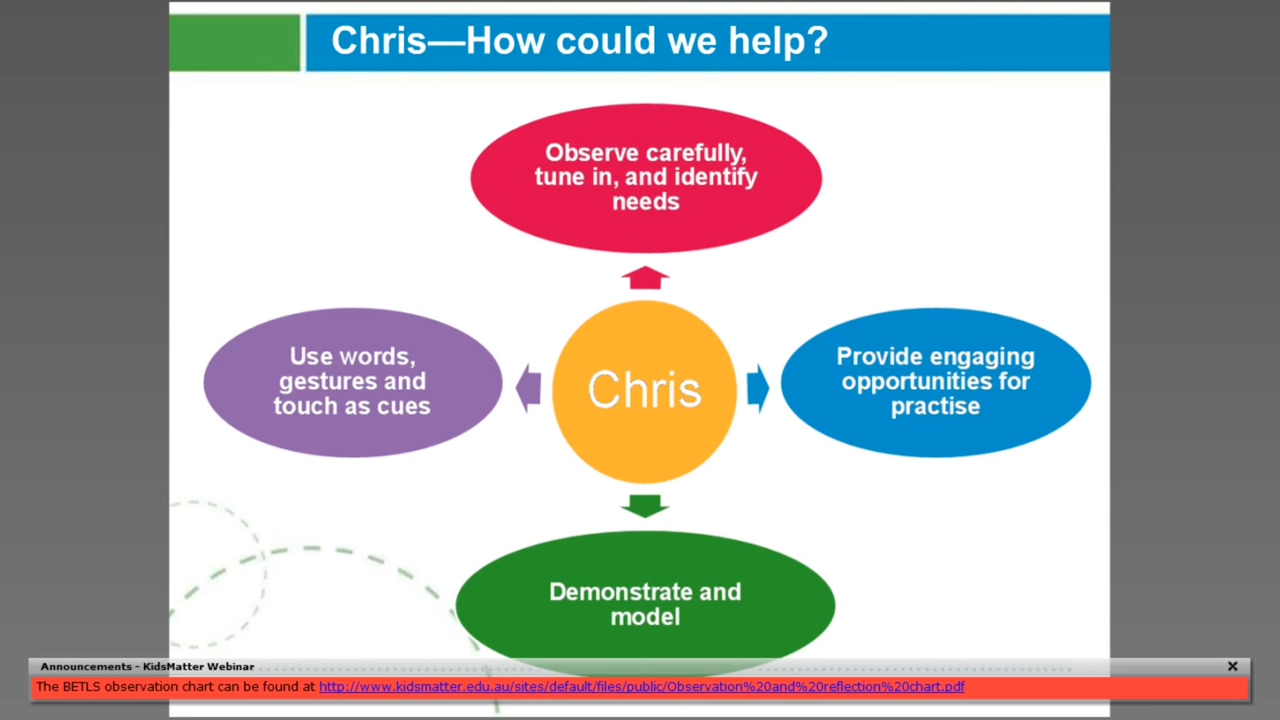 Chris—How could we help?
Observe carefully,
tune in, and identify
needs
Use words,
gestures and
touch as cues
Chris
Provide engaging
opportunities for
practise
Demonstrate and
model
Announcements - KidsMatter Webinar
The BETLS observation chart can be found at http://www.kidsmatter.edu.au/sites/default/files/public/Observation%20and%20reflection%20chart.pdf